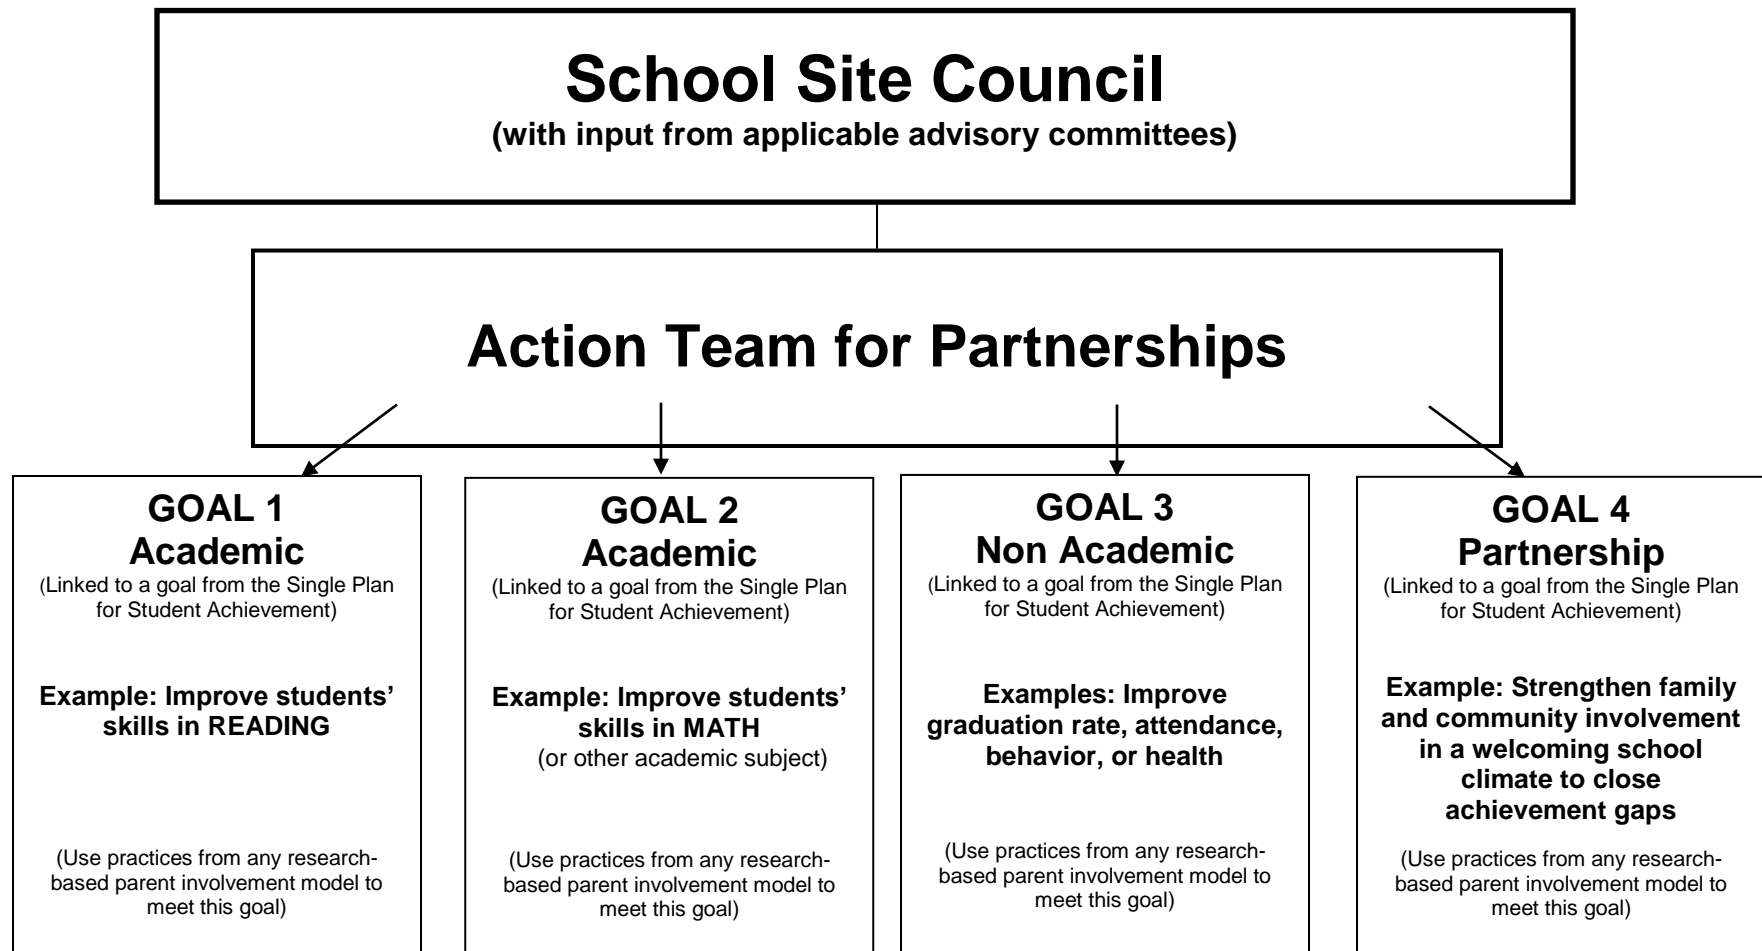 School Site Council
(with input from applicable advisory committees)
Action Team for Partnerships
GOAL 1
Academic
(Linked to a goal from the Single Plan
for Student Achievement)
Example: Improve students’
skills in READING
(Use practices from any research-
based parent involvement model to
meet this goal)
GOAL 2
Academic
(Linked to a goal from the Single Plan
for Student Achievement)
Example: Improve students’
skills in MATH
(or other academic subject)
(Use practices from any research-
based parent involvement model to
meet this goal)
GOAL 3
Non Academic
(Linked to a goal from the Single Plan
for Student Achievement)
Examples: Improve
graduation rate, attendance,
behavior, or health
(Use practices from any research-
based parent involvement model to
meet this goal)
GOAL 4
Partnership
(Linked to a goal from the Single Plan
for Student Achievement)
Example: Strengthen family
and community involvement
in a welcoming school
climate to close
achievement gaps
(Use practices from any research-
based parent involvement model to
meet this goal)